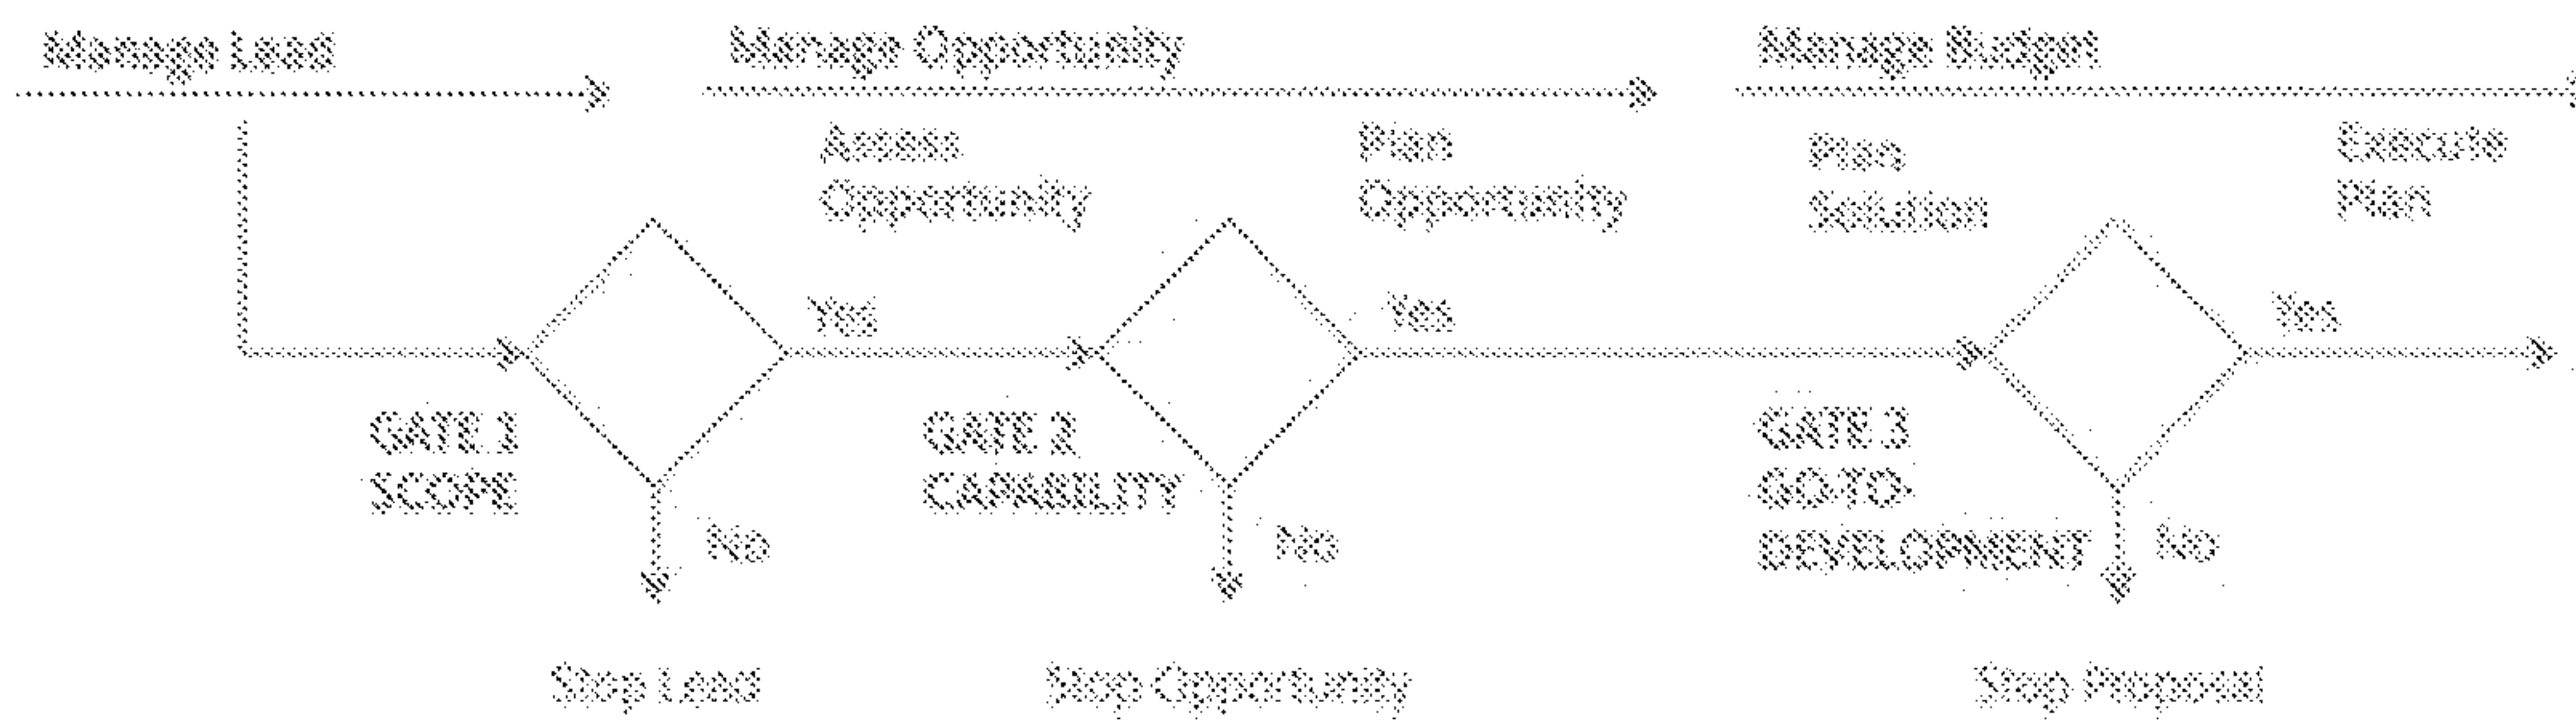 Manage Lead
Manage Opportunity
Manage Budget
Assess
Opportunity
Plan
Opportunity
Plan
Solution
Execute
Plan
Yes
Yes
Yes
GATE 1
SCOPE
GATE 2
CAPABILITY
GATE 3
GO-TO-
DEVELOPMENT
No
No
No
Stop Lead
Stop Opportunity
Stop Proposal